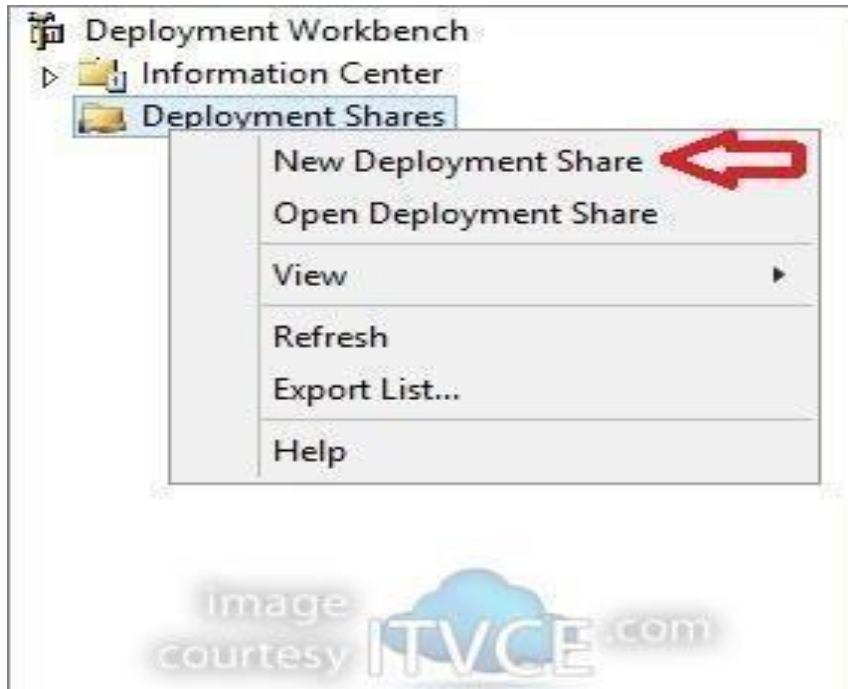 Deployment Workbench
Information Center
Deployment Shares
New Deployment Share
Open Deployment Share
View
Refresh
Export List...
Help
image
courtesy ITVCE.com